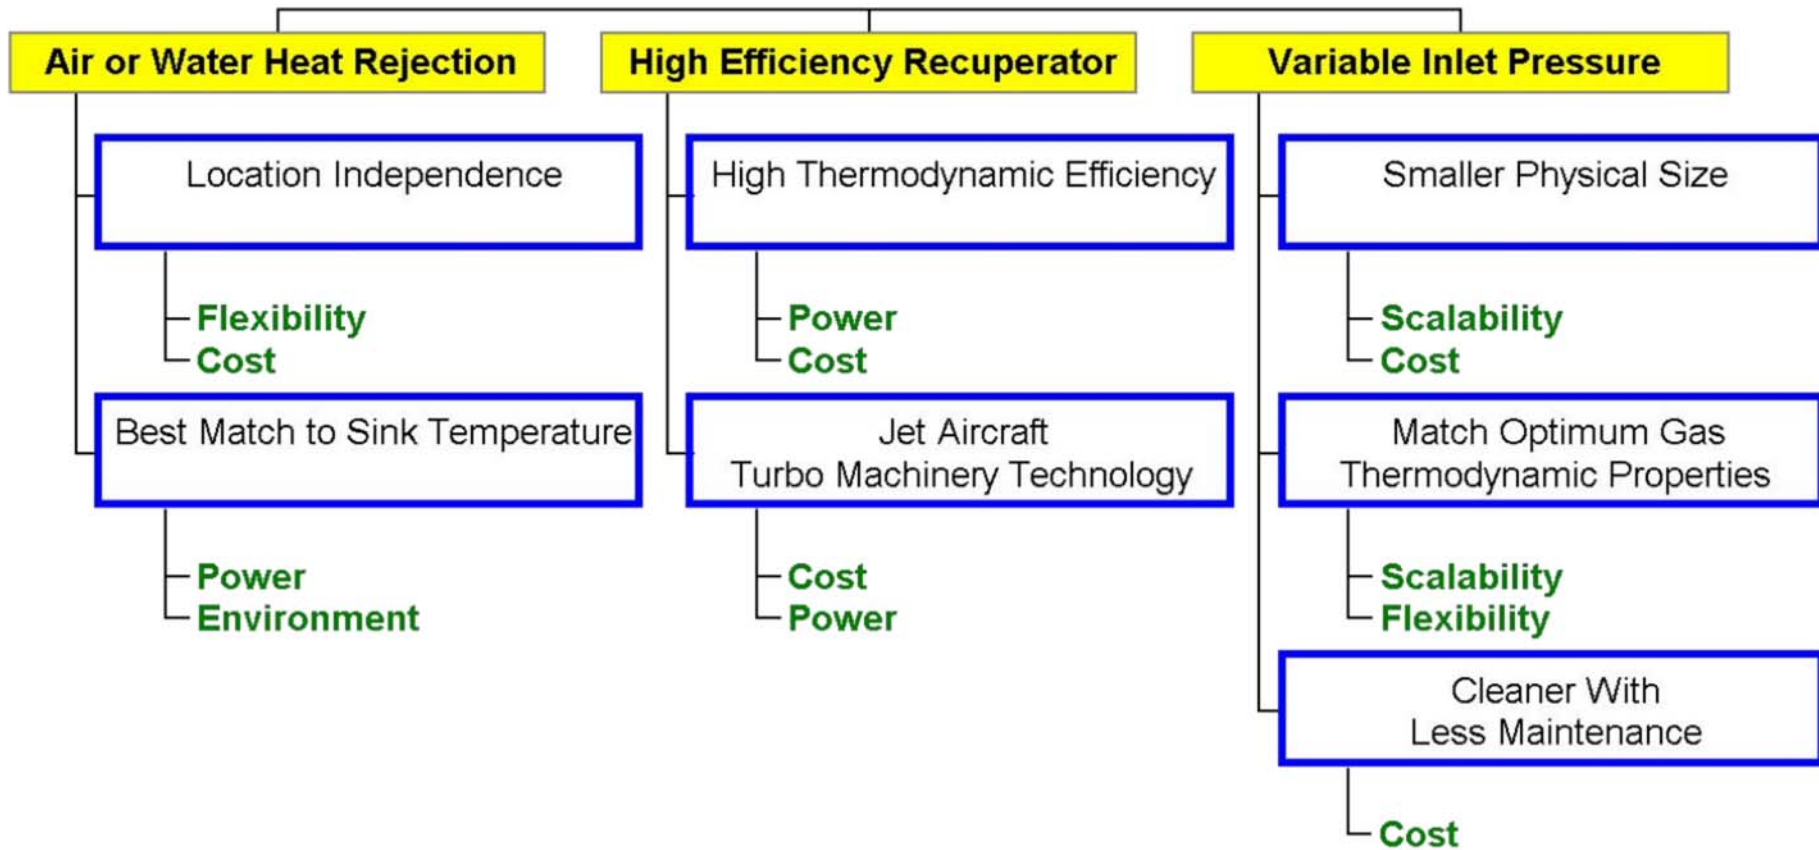 Air or Water Heat Rejection
Location Independence
Flexibility
Cost
Best Match to Sink Temperature
Power
Environment
High Efficiency Recuperator
High Thermodynamic Efficiency
Power
Cost
Jet Aircraft
Turbo Machinery Technology
Cost
Power
Variable Inlet Pressure
Smaller Physical Size
Scalability
Cost
Match Optimum Gas
Thermodynamic Properties
Scalability
Flexibility
Cleaner With
Less Maintenance
Cost